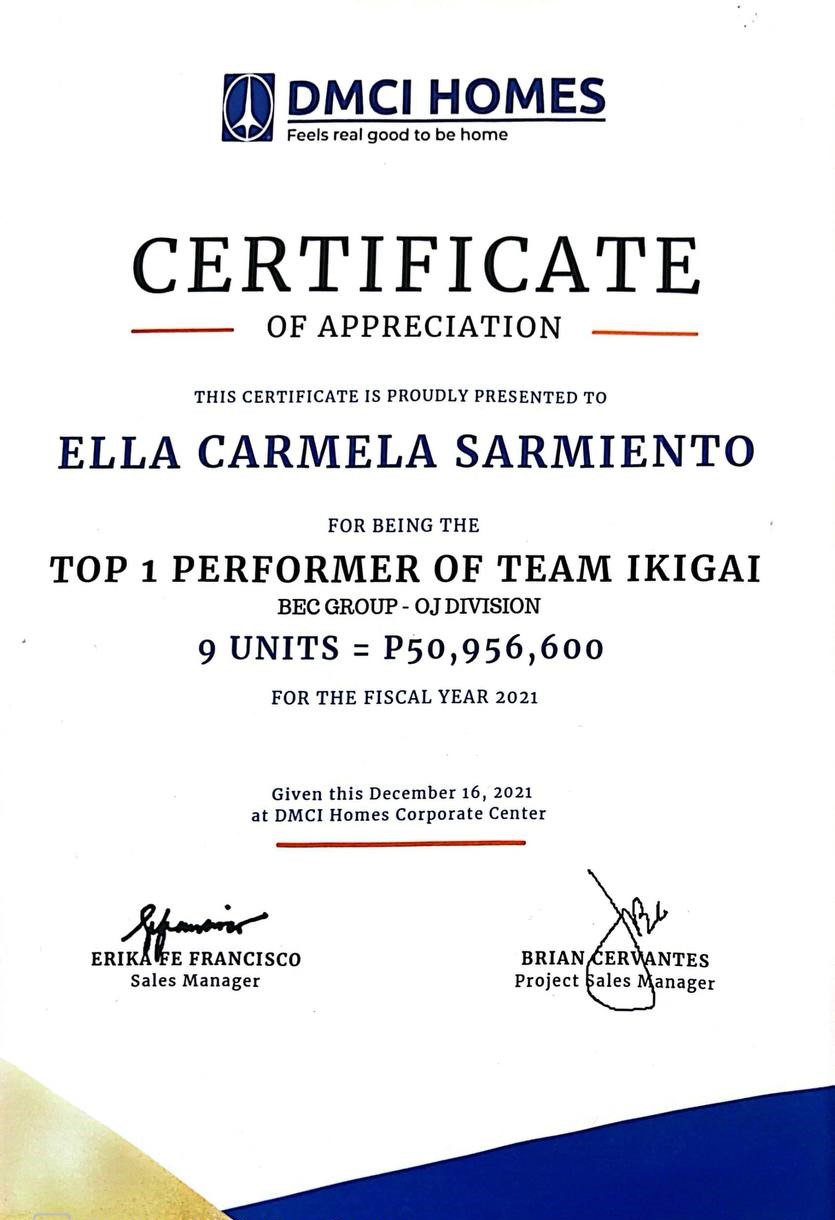 DMCI HOMES
Feels real good to be home
CERTIFICATE
OF APPRECIATION
THIS CERTIFICATE IS PROUDLY PRESENTED TO
ELLA CARMELA SARMIENTO
FOR BEING THE
TOP 1 PERFORMER OF TEAM IKIGAI
BEC GROUP - OJ DIVISION
9 UNITS = P50,956,600
FOR THE FISCAL YEAR 2021
Given this December 16, 2021
at DMCI Homes Corporate Center
ERIKA FE FRANCISCO
Sales Manager
BRIAN CERVANTES
Project Sales Manager